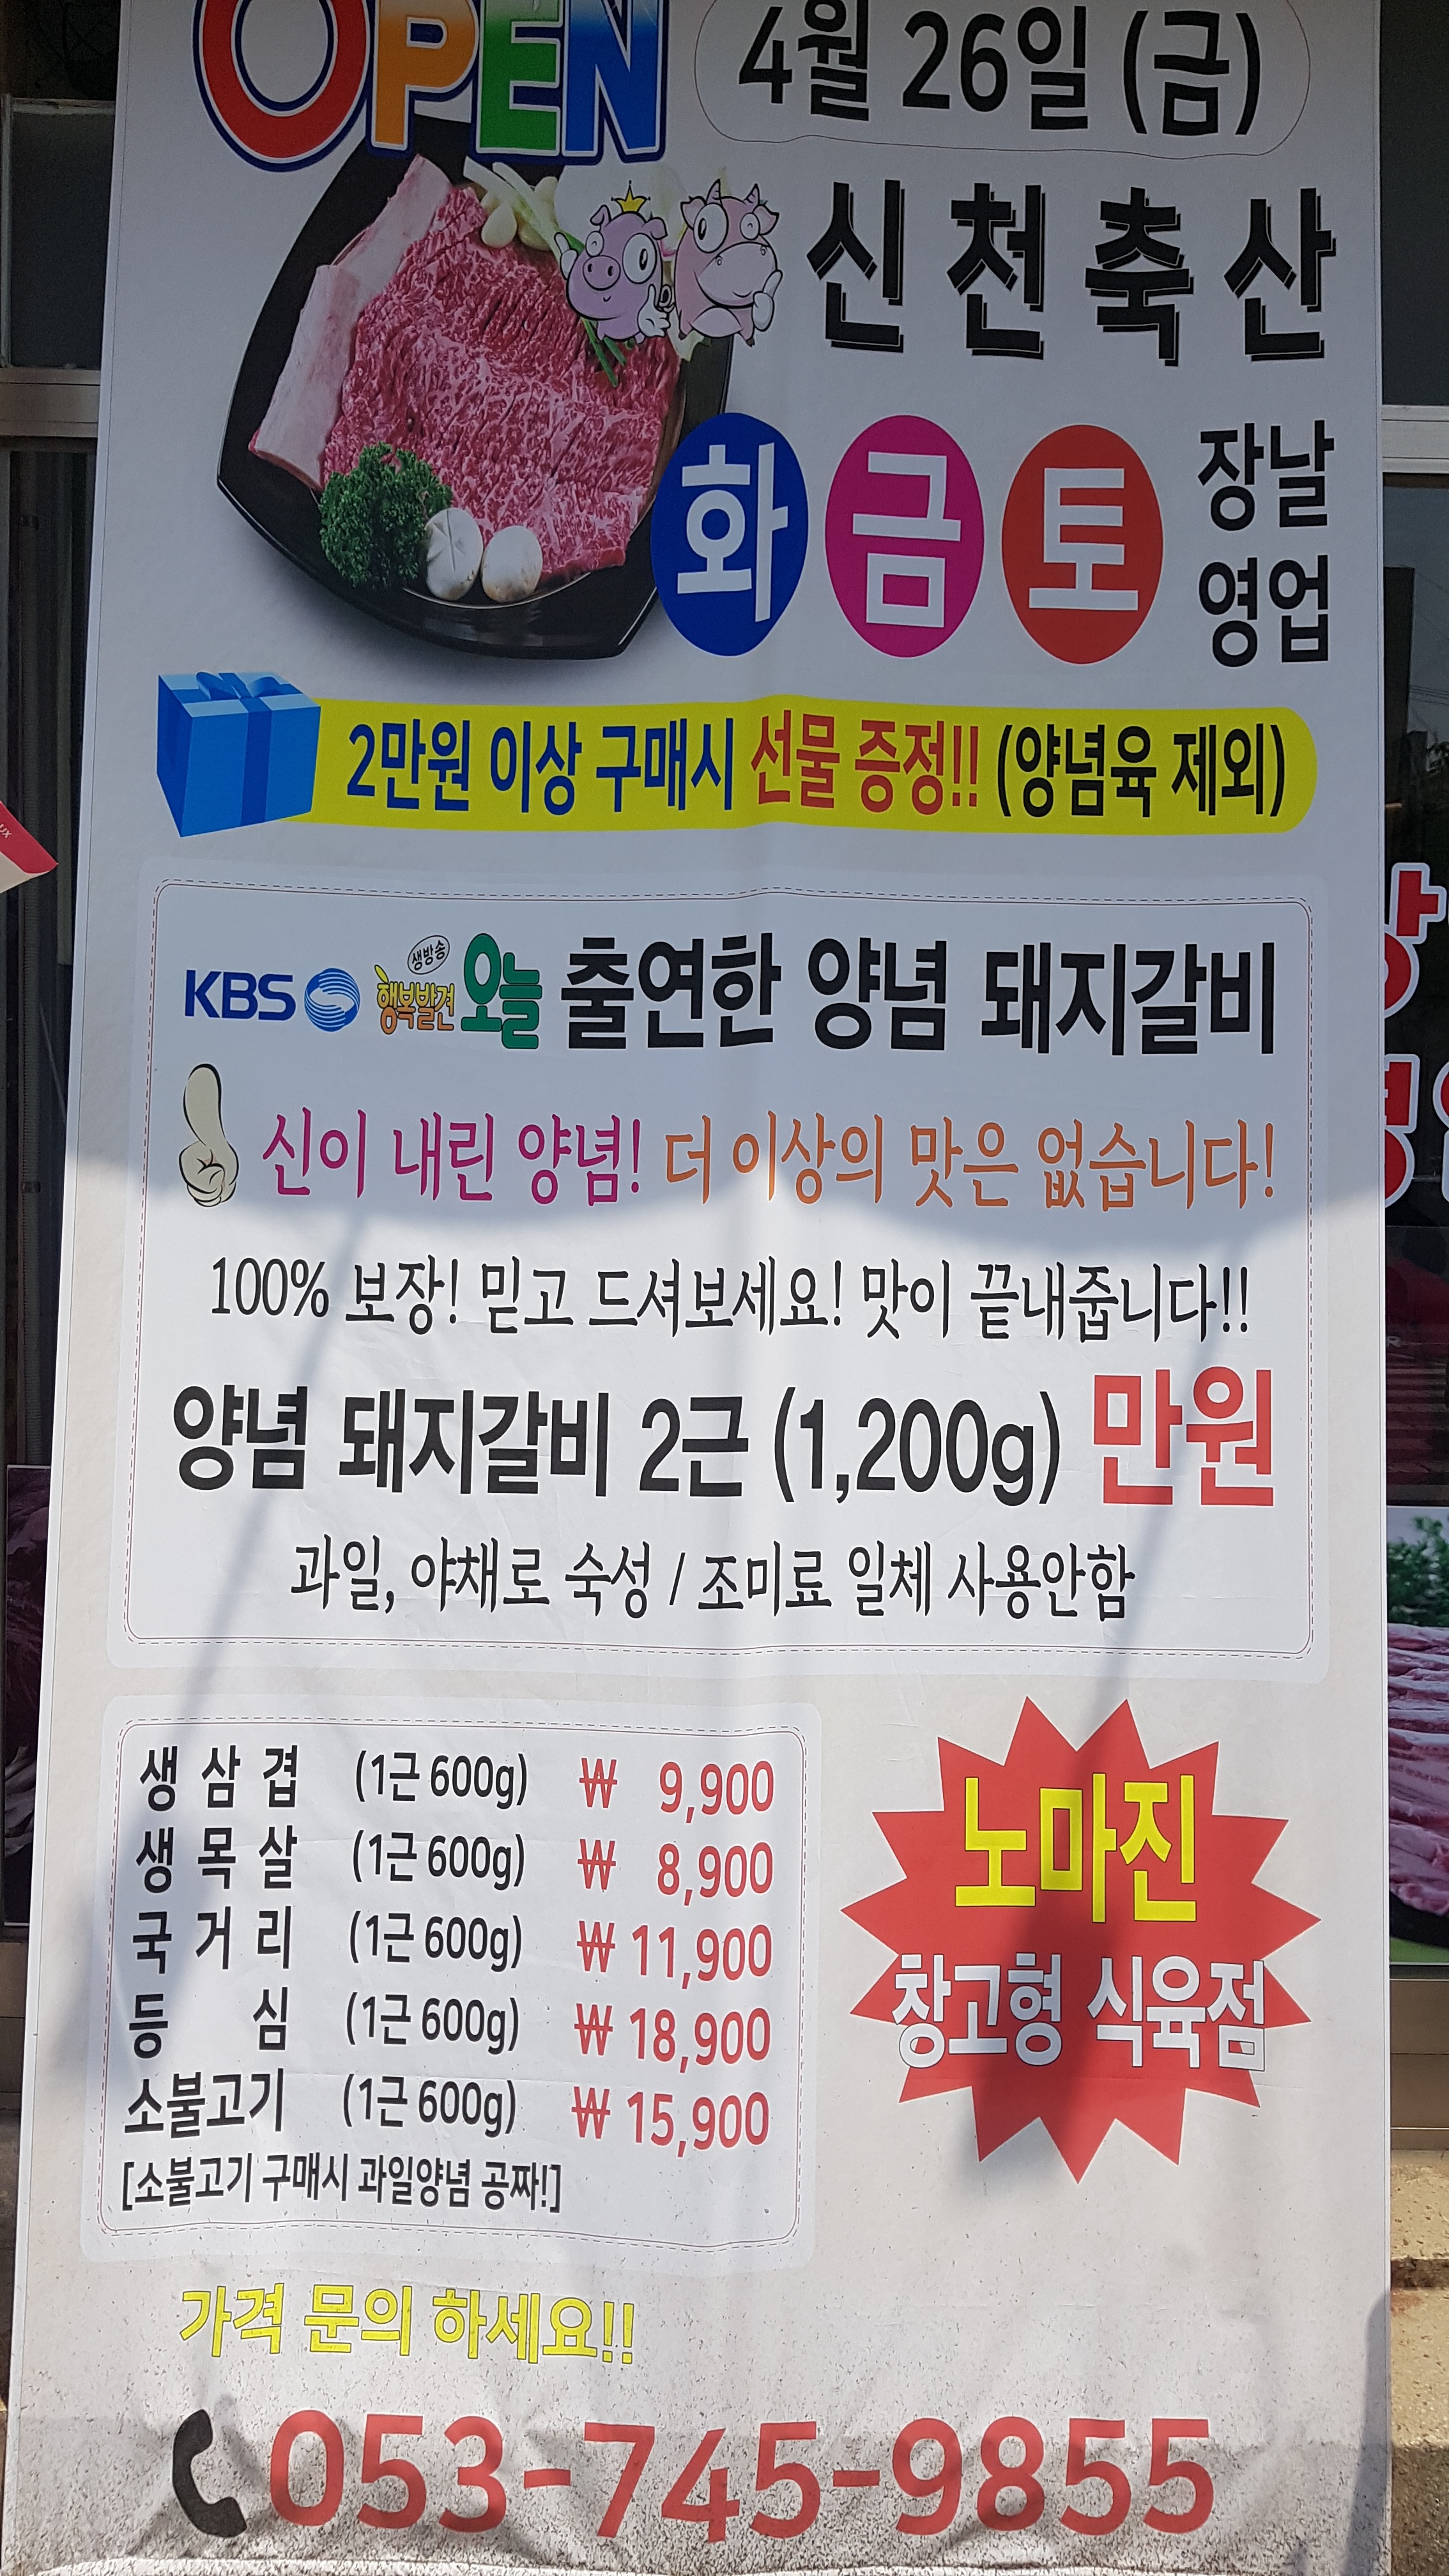 OPEN 4월 26일 (금)
신천축산
화 금 토 장날
영업
2만원 이상 구매시 선물 증정!! (양념육 제외)
KBS 생방송 행복발견 오늘 출연한 양념 돼지갈비
신이 내린 양념! 더 이상의 맛은 없습니다!
100% 보장! 믿고 드셔보세요! 맛이 끝내줍니다!!
양념 돼지갈비 2근 (1,200g) 만원
과일, 야채로 숙성 / 조미료 일체 사용안함
생 삼 겹 (1근 600g) ₩ 9,900
생 목 살 (1근 600g) ₩ 8,900
국 거 리 (1근 600g) ₩ 11,900
등 심 (1근 600g) ₩ 18,900
소불고기 (1근 600g) ₩ 15,900
[소불고기 구매시 과일양념 공짜!]
노마진
창고형 식육점
가격 문의 하세요!!
053-745-9855